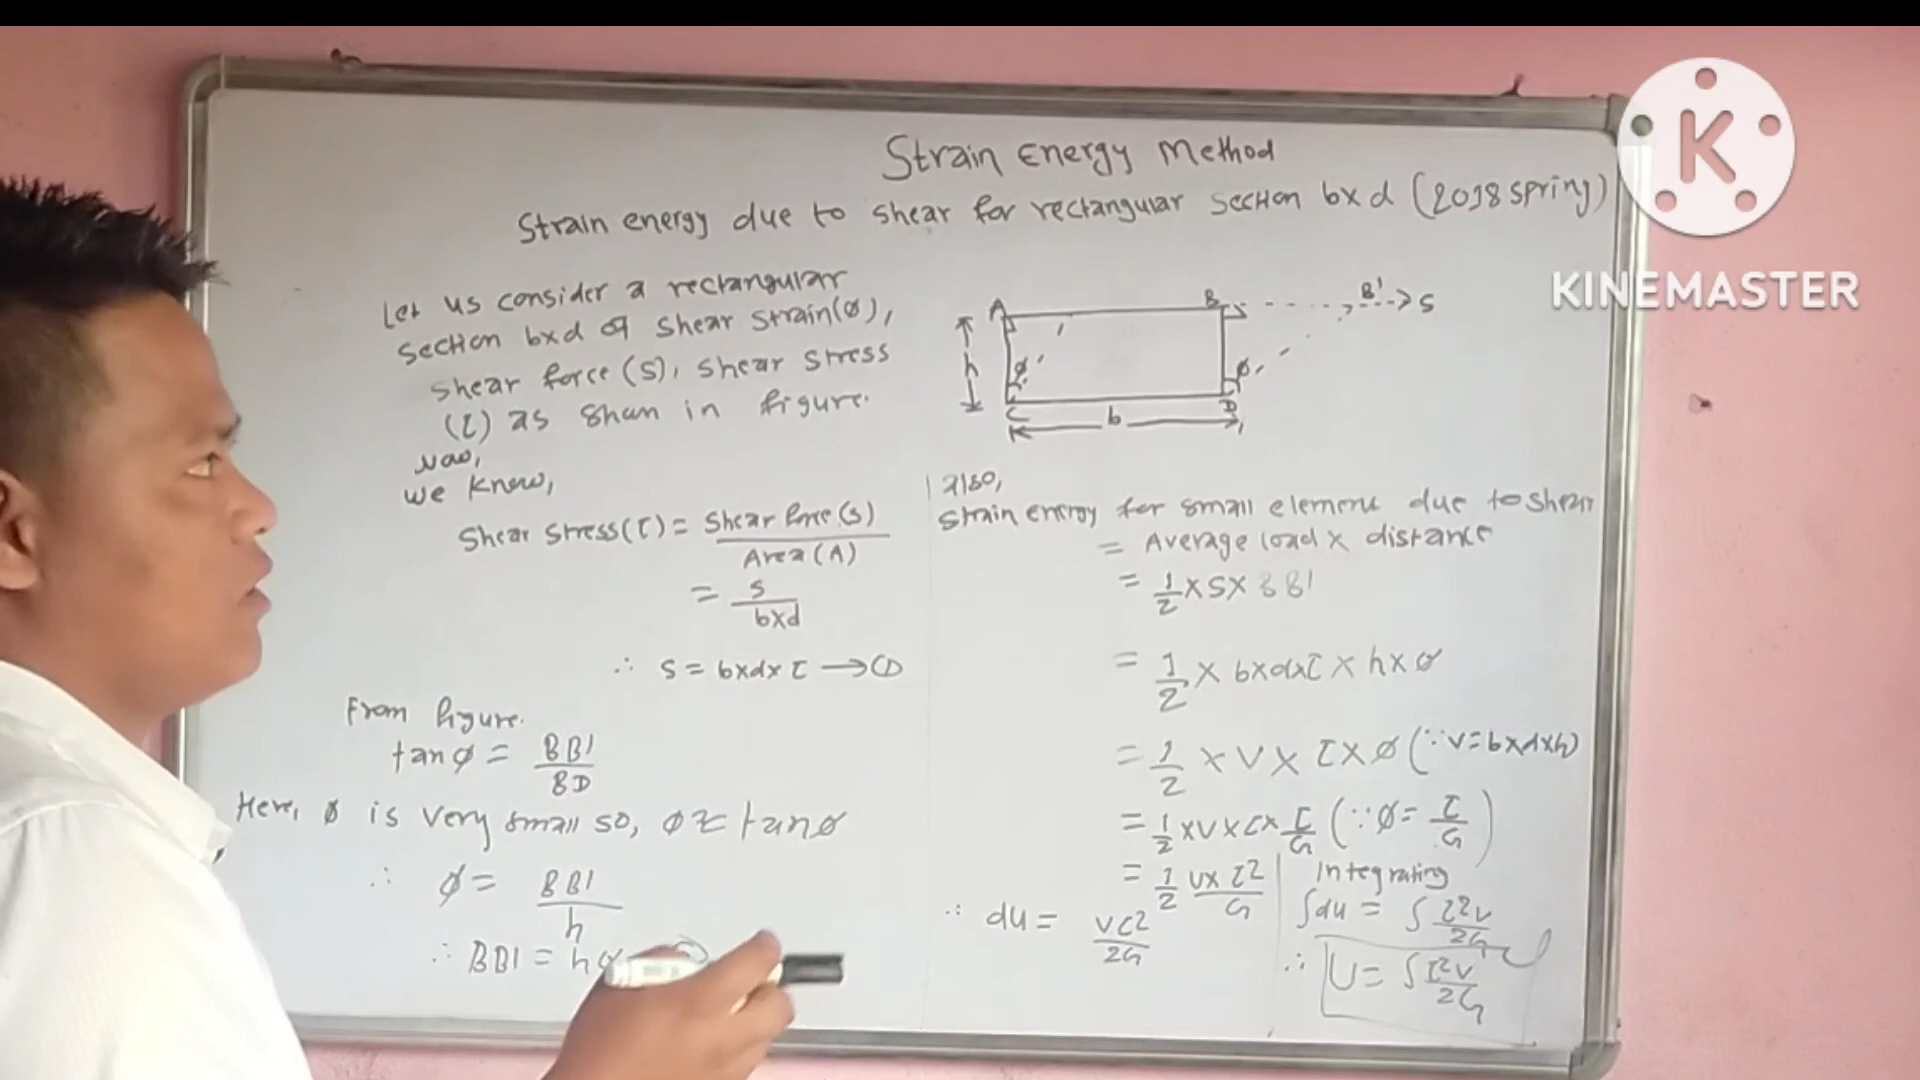 Strain Energy Method
Strain energy due to shear for rectangular section bxd (2018 spring)
Let us consider a rectangular
section bxd of shear strain(ø),
shear force (S), shear stress
(τ) as shan in figure.
Now,
we know,
Shear stress(τ) = Shear force(s) / Area(A)
= s / bxd
∴ S = bxdx τ → ①
From figure.
tan ø = BB' / BD
Here, ø is very small so, ø ≈ tanø
∴ ø = BB' / h
∴ BB' = hø
A B B' S
h ø ø
C b D
Also,
Strain energy for small element due to shear
= Average load x distance
= 1/2 x S x BB'
= 1/2 x bxdxτ x hxø
= 1/2 x V x τ x ø (∵ V = bxdxh)
= 1/2 x V x τ x τ/G (∵ ø = τ/G)
= 1/2 Vx τ² / G
∴ du = Vτ² / 2G
Integrating
∫du = ∫ τ²V / 2G
∴ U = ∫ τ²V / 2G
K
KINEMASTER